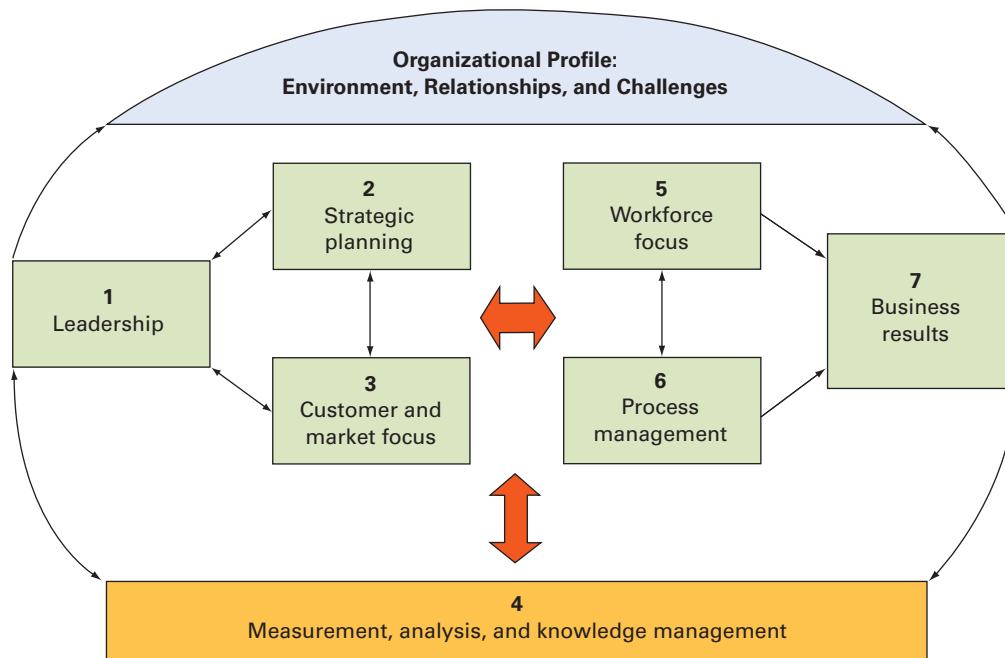 Organizational Profile:
Environment, Relationships, and Challenges
2
Strategic
planning
5
Workforce
focus
1
Leadership
7
Business
results
3
Customer and
market focus
6
Process
management
4
Measurement, analysis, and knowledge management